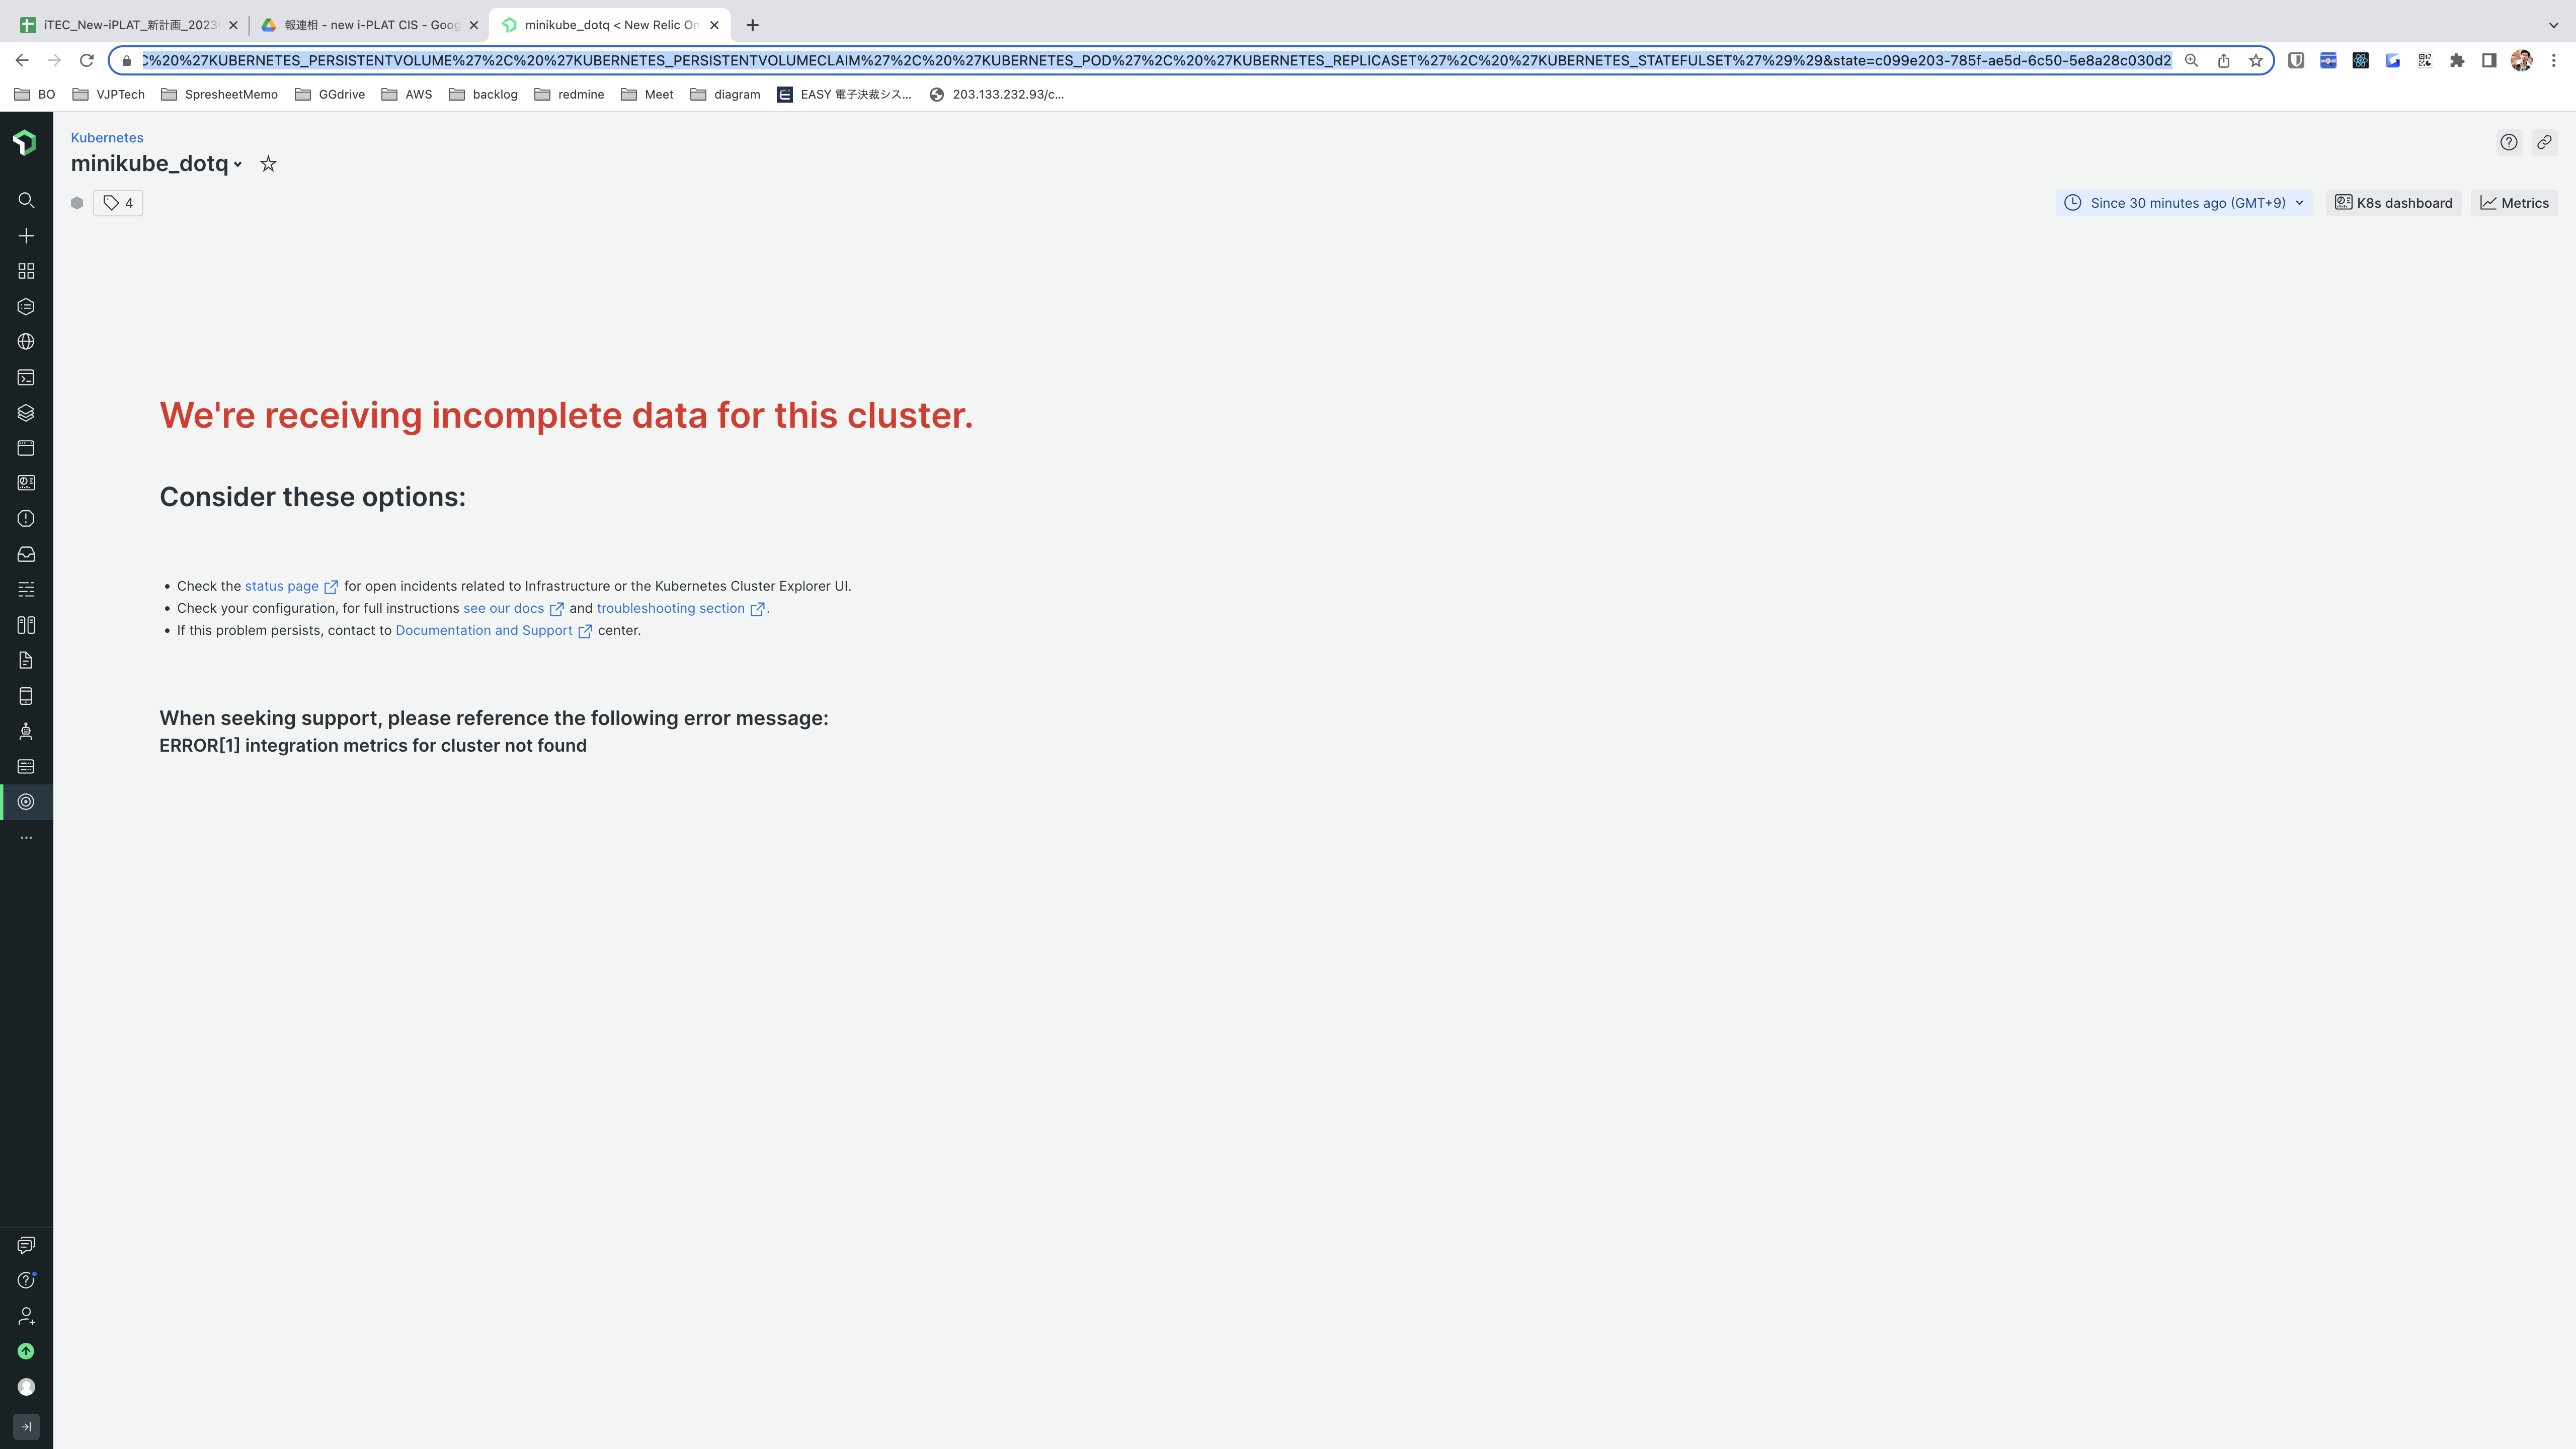 iTEC_New-iPLAT_新計画_2023
報連相 - new i-PLAT CIS - Goog
minikube_dotq < New Relic On
C%20%27KUBERNETES_PERSISTENTVOLUME%27%2C%20%27KUBERNETES_PERSISTENTVOLUMECLAIM%27%2C%20%27KUBERNETES_POD%27%2C%20%27KUBERNETES_REPLICASET%27%2C%20%27KUBERNETES_STATEFULSET%27%29%29&state=c099e203-785f-ae5d-6c50-5e8a28c030d2
BO
VJPTech
SpresheetMemo
GGdrive
AWS
backlog
redmine
Meet
diagram
EASY 電子決裁シス...
203.133.232.93/c...
Kubernetes
minikube_dotq
4
Since 30 minutes ago (GMT+9)
K8s dashboard
Metrics
We're receiving incomplete data for this cluster.
Consider these options:
• Check the status page for open incidents related to Infrastructure or the Kubernetes Cluster Explorer UI.
• Check your configuration, for full instructions see our docs and troubleshooting section .
• If this problem persists, contact to Documentation and Support center.
When seeking support, please reference the following error message:
ERROR[1] integration metrics for cluster not found